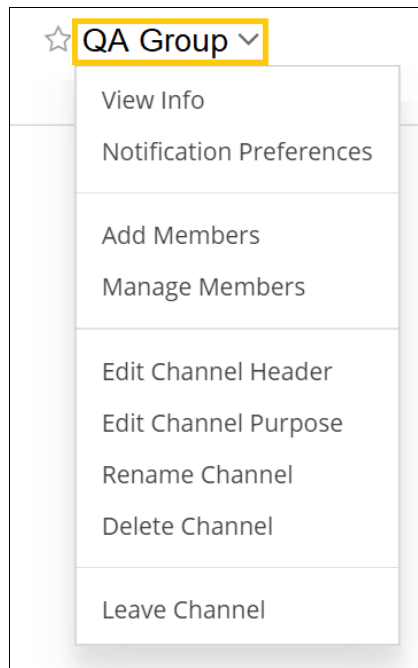 QA Group
View Info
Notification Preferences
Add Members
Manage Members
Edit Channel Header
Edit Channel Purpose
Rename Channel
Delete Channel
Leave Channel